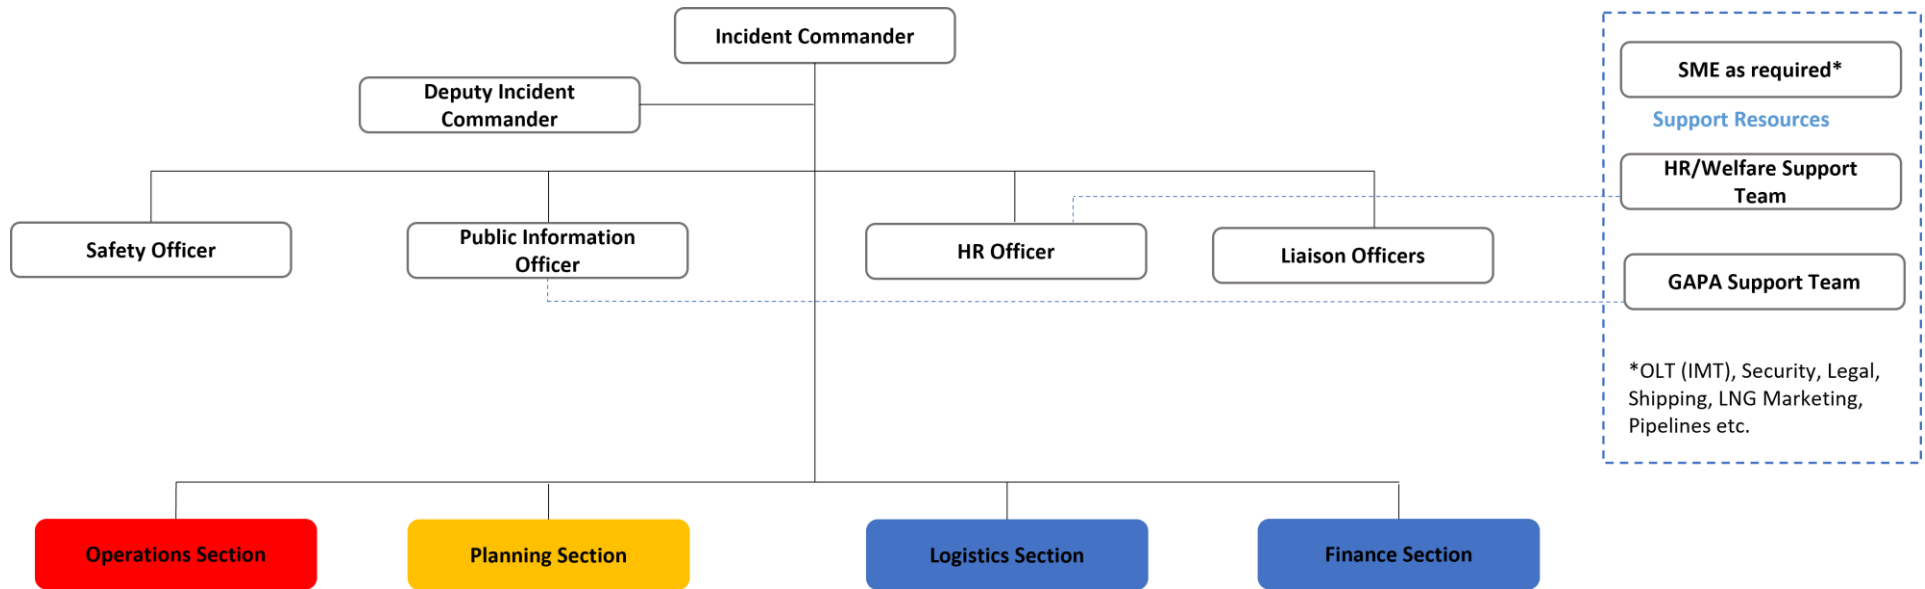 Incident Commander
Deputy Incident
Commander
SME as required*
Support Resources
HR/Welfare Support
Team
Safety Officer
Public Information
Officer
HR Officer
Liaison Officers
GAPA Support Team
*OLT (IMT), Security, Legal,
Shipping, LNG Marketing,
Pipelines etc.
Operations Section
Planning Section
Logistics Section
Finance Section